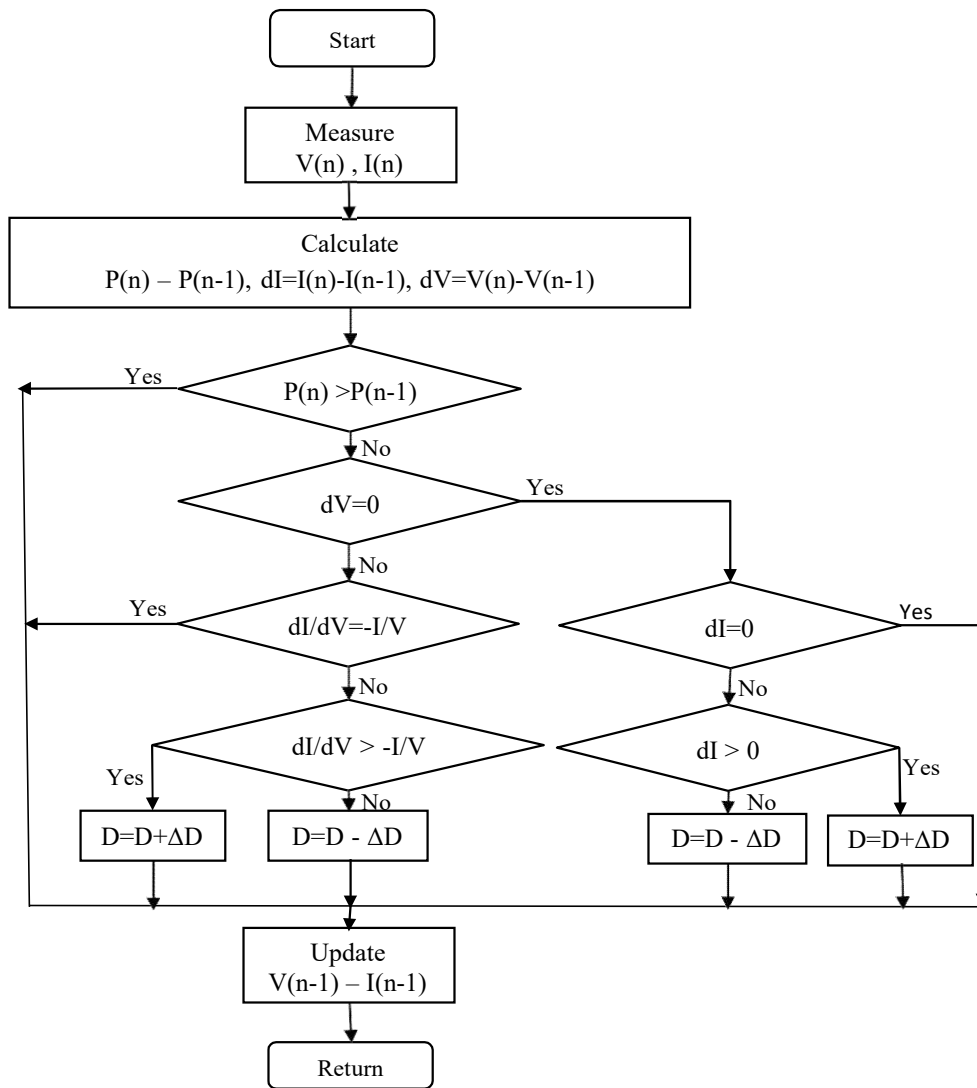 Start
Measure
V(n) , I(n)
Calculate
P(n) – P(n-1), dI=I(n)-I(n-1), dV=V(n)-V(n-1)
Yes
P(n) >P(n-1)
No
dV=0
Yes
No
Yes
dI/dV=-I/V
dI=0
Yes
No
No
dI/dV > -I/V
dI > 0
Yes
No
No
Yes
D=D+ΔD
D=D - ΔD
D=D - ΔD
D=D+ΔD
Update
V(n-1) – I(n-1)
Return